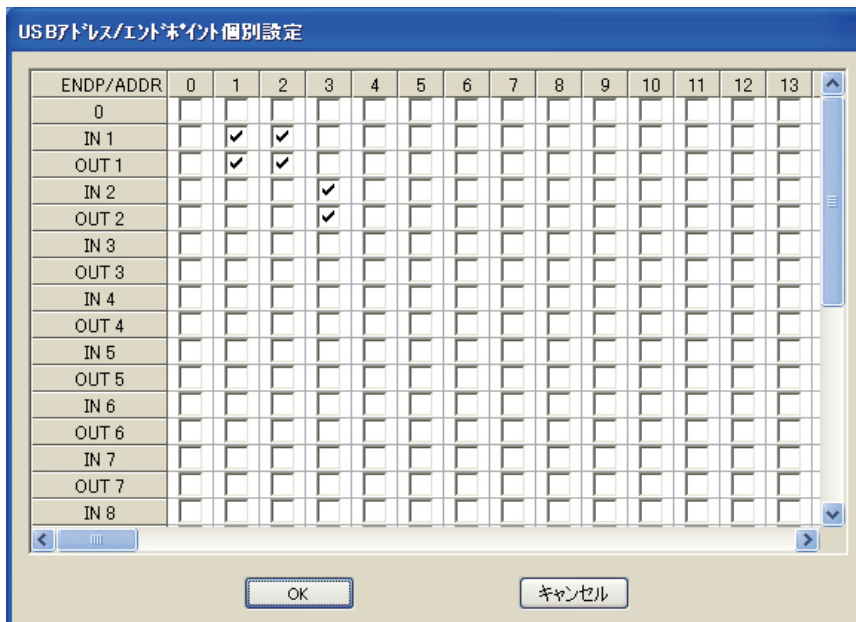 USBアドレス/エンドポイント個別設定
ENDP/ADDR 0 1 2 3 4 5 6 7 8 9 10 11 12 13
0
IN 1
OUT 1
IN 2
OUT 2
IN 3
OUT 3
IN 4
OUT 4
IN 5
OUT 5
IN 6
OUT 6
IN 7
OUT 7
IN 8
OK キャンセル